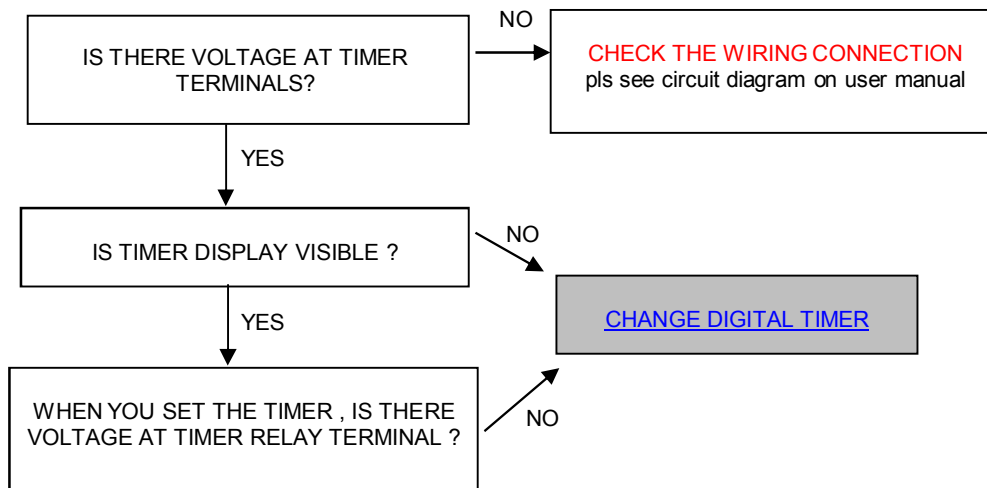 IS THERE VOLTAGE AT TIMER
TERMINALS?
NO
CHECK THE WIRING CONNECTION
pls see circuit diagram on user manual
YES
IS TIMER DISPLAY VISIBLE ?
NO
CHANGE DIGITAL TIMER
YES
WHEN YOU SET THE TIMER , IS THERE
VOLTAGE AT TIMER RELAY TERMINAL ?
NO